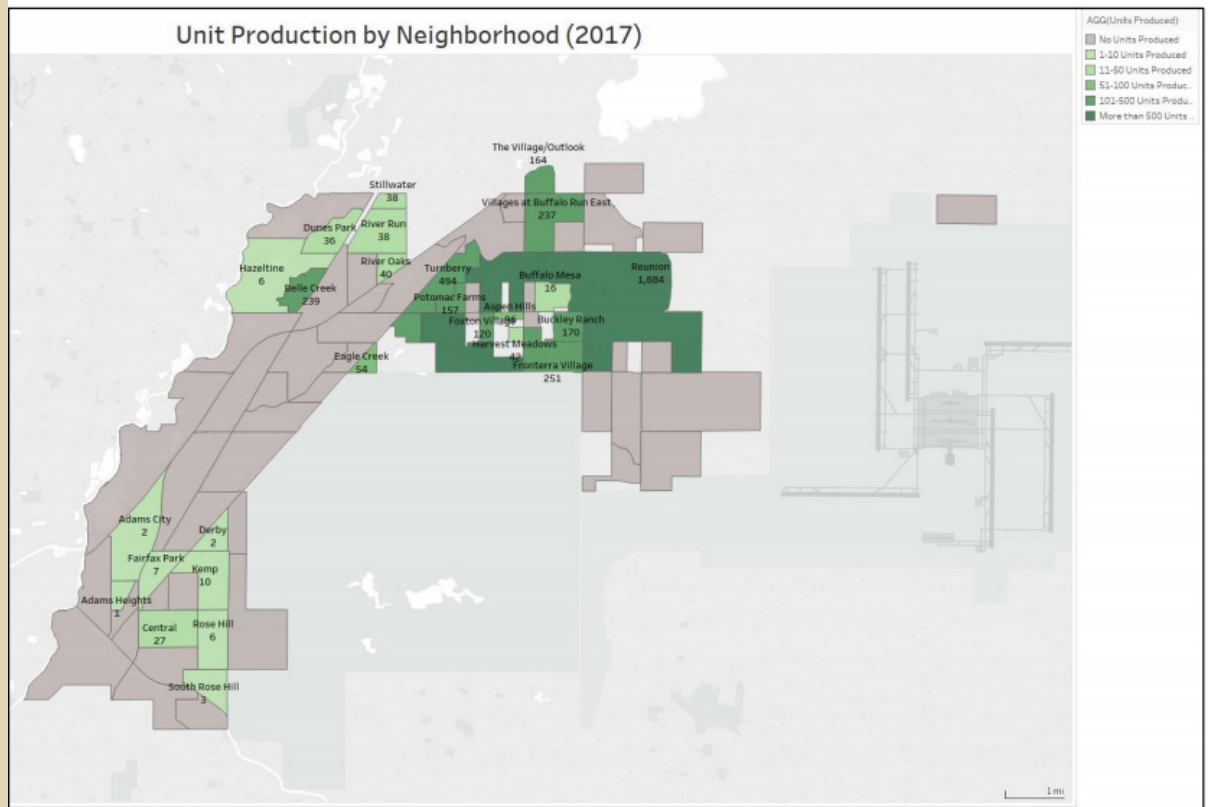 Unit Production by Neighborhood (2017)
AGG(Units Produced)
No Units Produced
1-10 Units Produced
11-50 Units Produced
51-100 Units Produc..
101-500 Units Produ..
More than 500 Units ..
The Village/Outlook
164
Stillwater
38
Villages at Buffalo Run East
237
Dunes Park
36
River Run
38
Hazeltine
6
River Oaks
40
Turnberry
494
Buffalo Mesa
16
Reunion
1,684
Belle Creek
239
Potomac Farms
157
Aspen Hills
Foxton Village
120
Buckley Ranch
170
Harvest Meadows
42
Eagle Creek
54
Fronterra Village
251
Adams City
2
Derby
2
Fairfax Park
7
Kemp
10
Adams Heights
1
Central
27
Rose Hill
6
South Rose Hill
3
1 mi